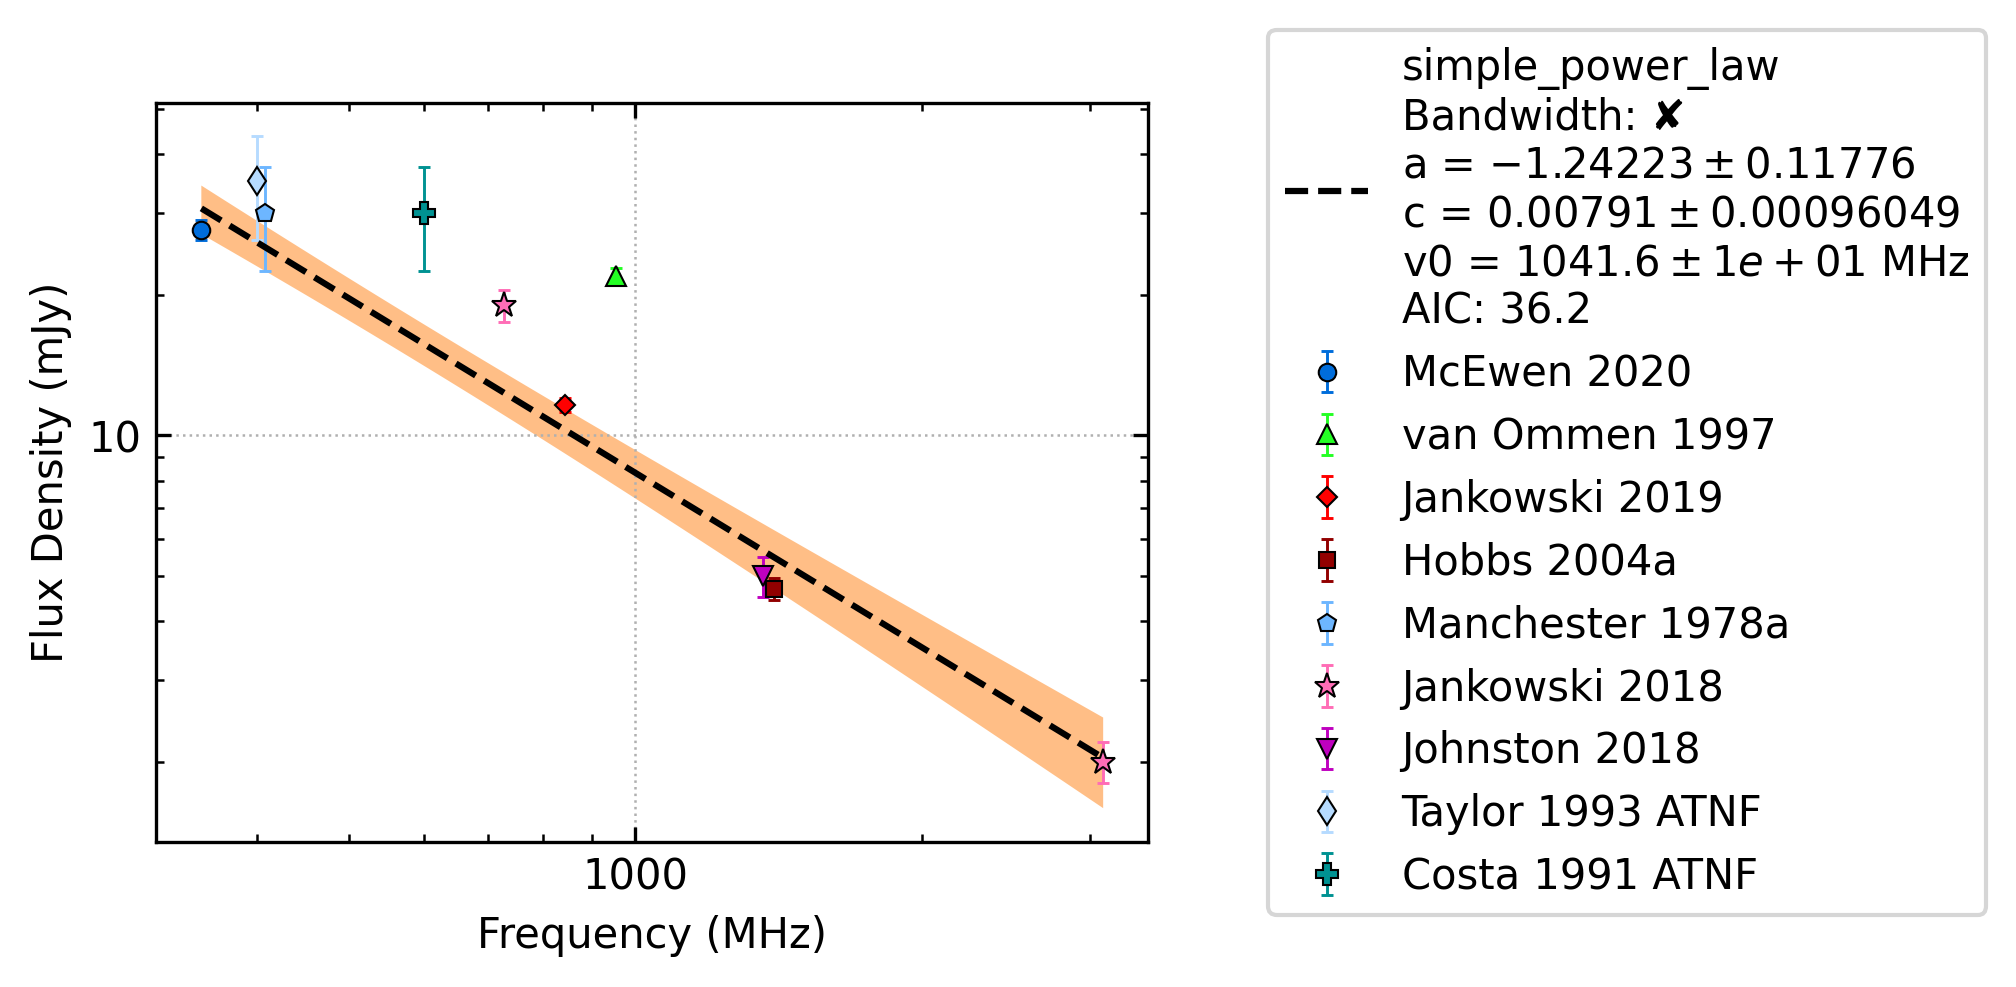 Flux Density (mJy)
10
1000
Frequency (MHz)
simple_power_law
Bandwidth: ✘
a = −1.24223 ± 0.11776
c = 0.00791 ± 0.00096049
v0 = 1041.6 ± 1e + 01 MHz
AIC: 36.2
McEwen 2020
van Ommen 1997
Jankowski 2019
Hobbs 2004a
Manchester 1978a
Jankowski 2018
Johnston 2018
Taylor 1993 ATNF
Costa 1991 ATNF